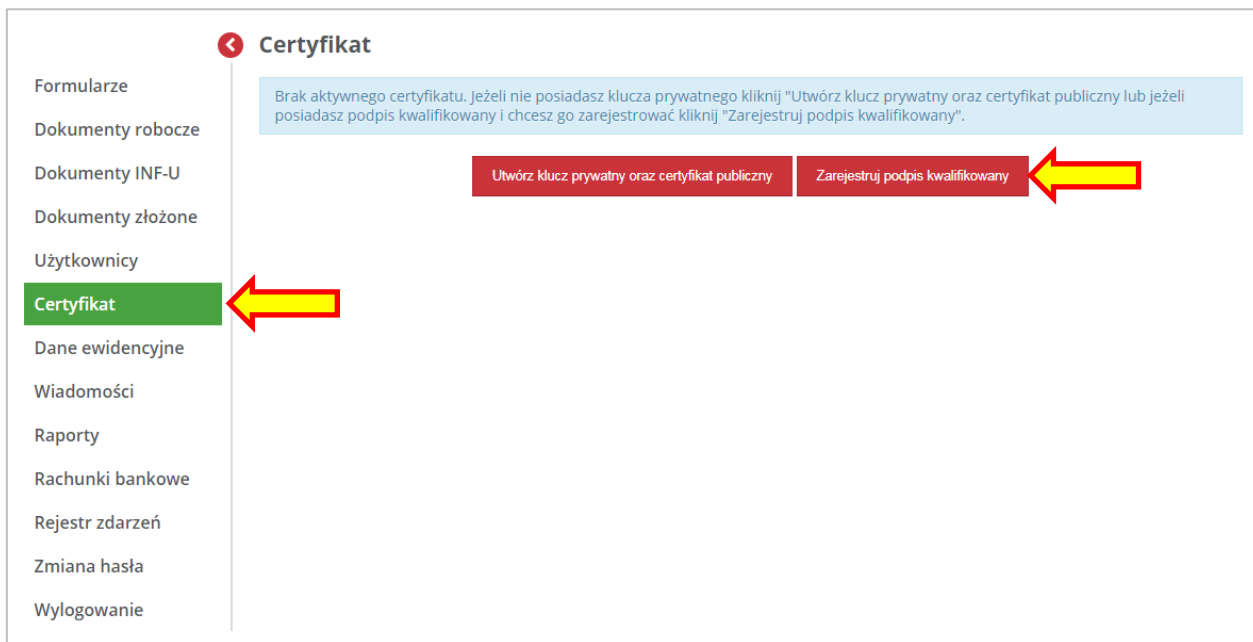 Certyfikat
Formularze
Dokumenty robocze
Dokumenty INF-U
Dokumenty złożone
Użytkownicy
Certyfikat
Dane ewidencyjne
Wiadomości
Raporty
Rachunki bankowe
Rejestr zdarzeń
Zmiana hasła
Wylogowanie
Brak aktywnego certyfikatu. Jeżeli nie posiadasz klucza prywatnego kliknij "Utwórz klucz prywatny oraz certyfikat publiczny lub jeżeli
posiadasz podpis kwalifikowany i chcesz go zarejestrować kliknij "Zarejestruj podpis kwalifikowany".
Utwórz klucz prywatny oraz certyfikat publiczny
Zarejestruj podpis kwalifikowany